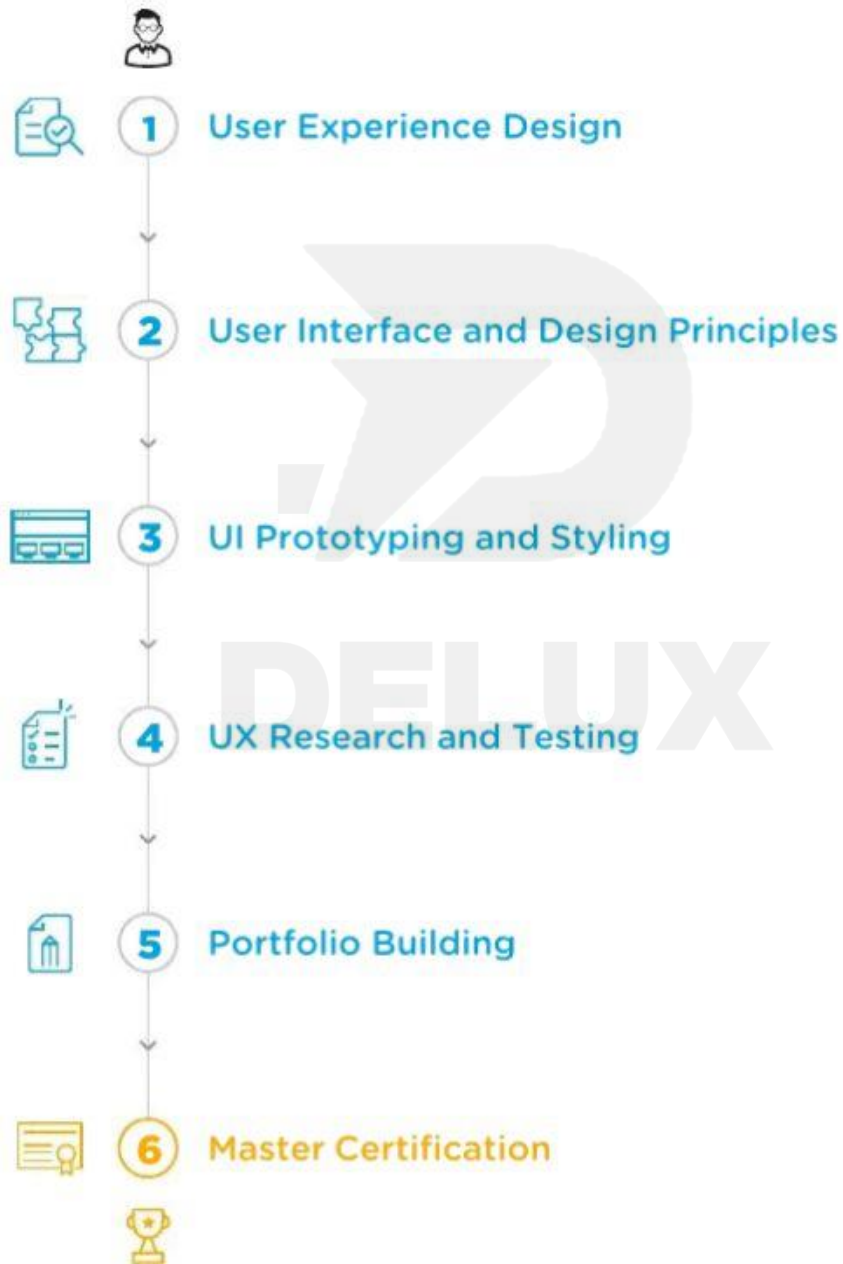 1 User Experience Design
2 User Interface and Design Principles
3 UI Prototyping and Styling
DELUX
4 UX Research and Testing
5 Portfolio Building
6 Master Certification